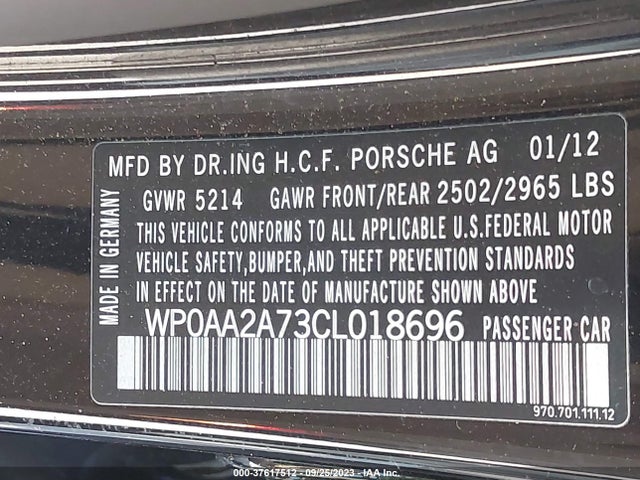 MFD BY DR.ING H.C.F. PORSCHE AG 01/12
GVWR 5214 GAWR FRONT/REAR 2502/2965 LBS
THIS VEHICLE CONFORMS TO ALL APPLICABLE U.S.FEDERAL MOTOR
VEHICLE SAFETY,BUMPER,AND THEFT PREVENTION STANDARDS
IN EFFECT ON THE DATE OF MANUFACTURE SHOWN ABOVE
WP0AA2A73CL018696 PASSENGER CAR
970.701.111.12
MADE IN GERMANY
000-37617512 - 09/25/2023 - IAA Inc.